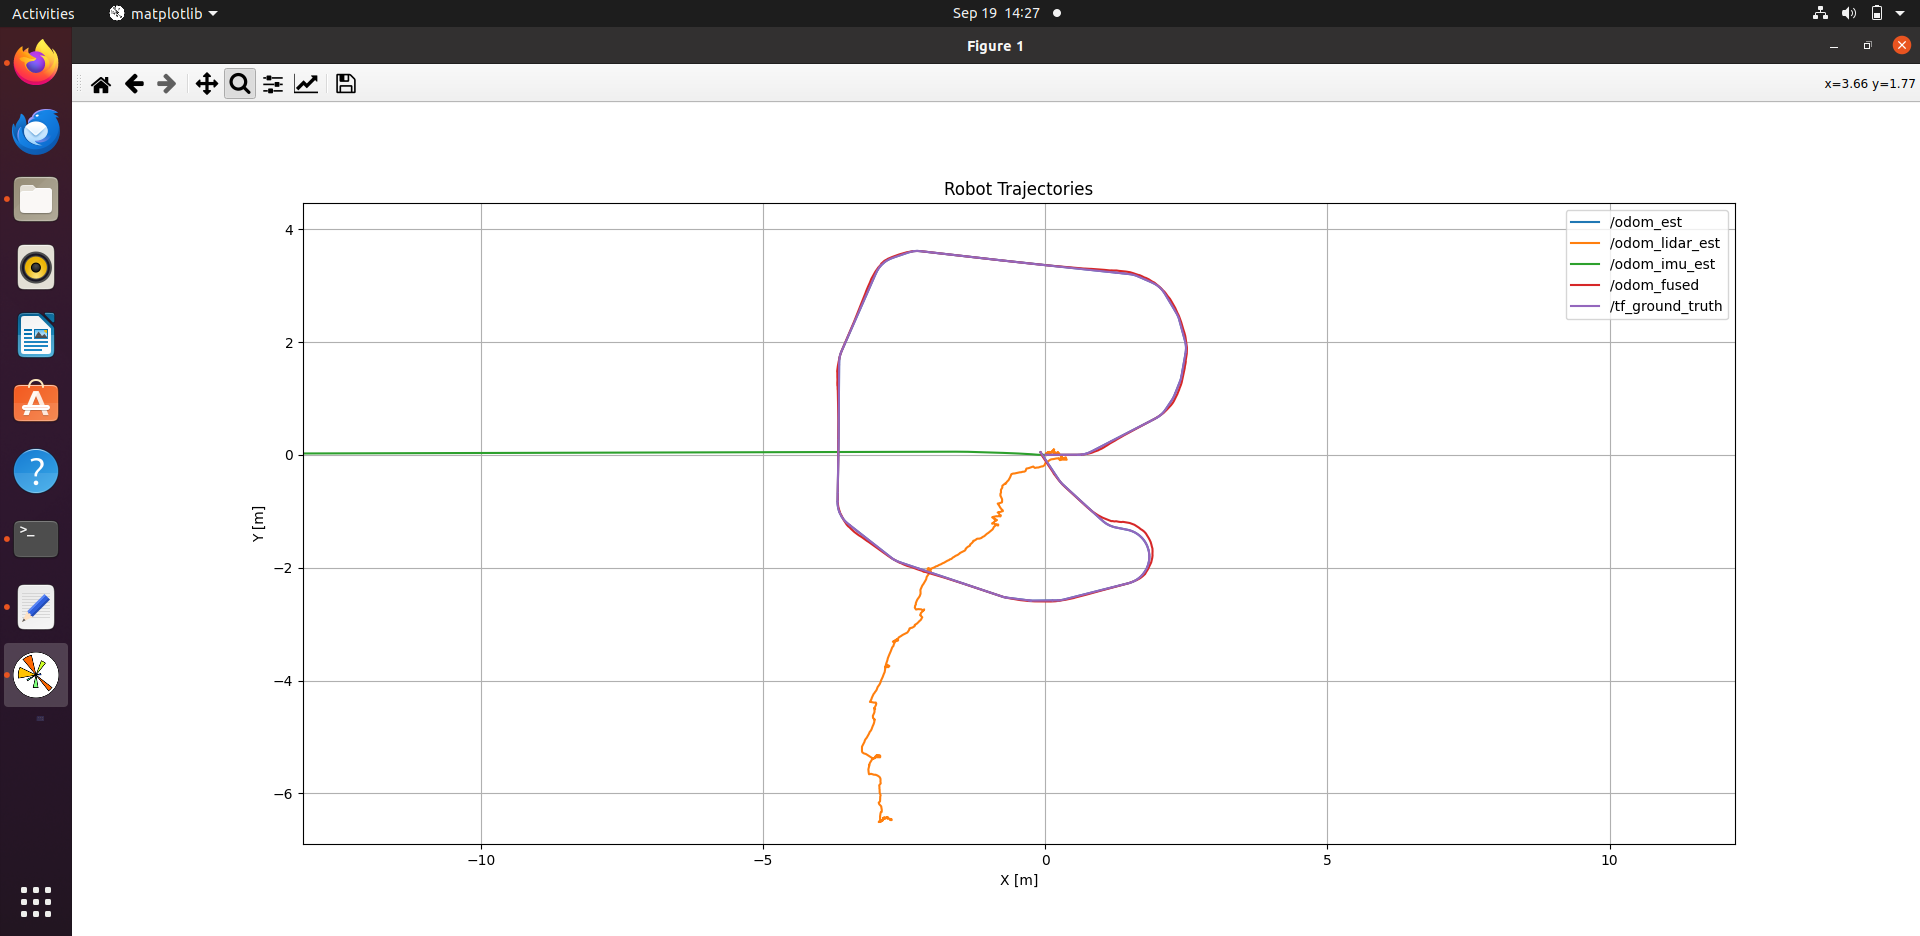 Activities
matplotlib
Sep 19 14:27
Figure 1
x=3.66 y=1.77
Robot Trajectories
/odom_est
/odom_lidar_est
/odom_imu_est
/odom_fused
/tf_ground_truth
4
2
0
−2
−4
−6
Y [m]
−10
−5
0
5
10
X [m]